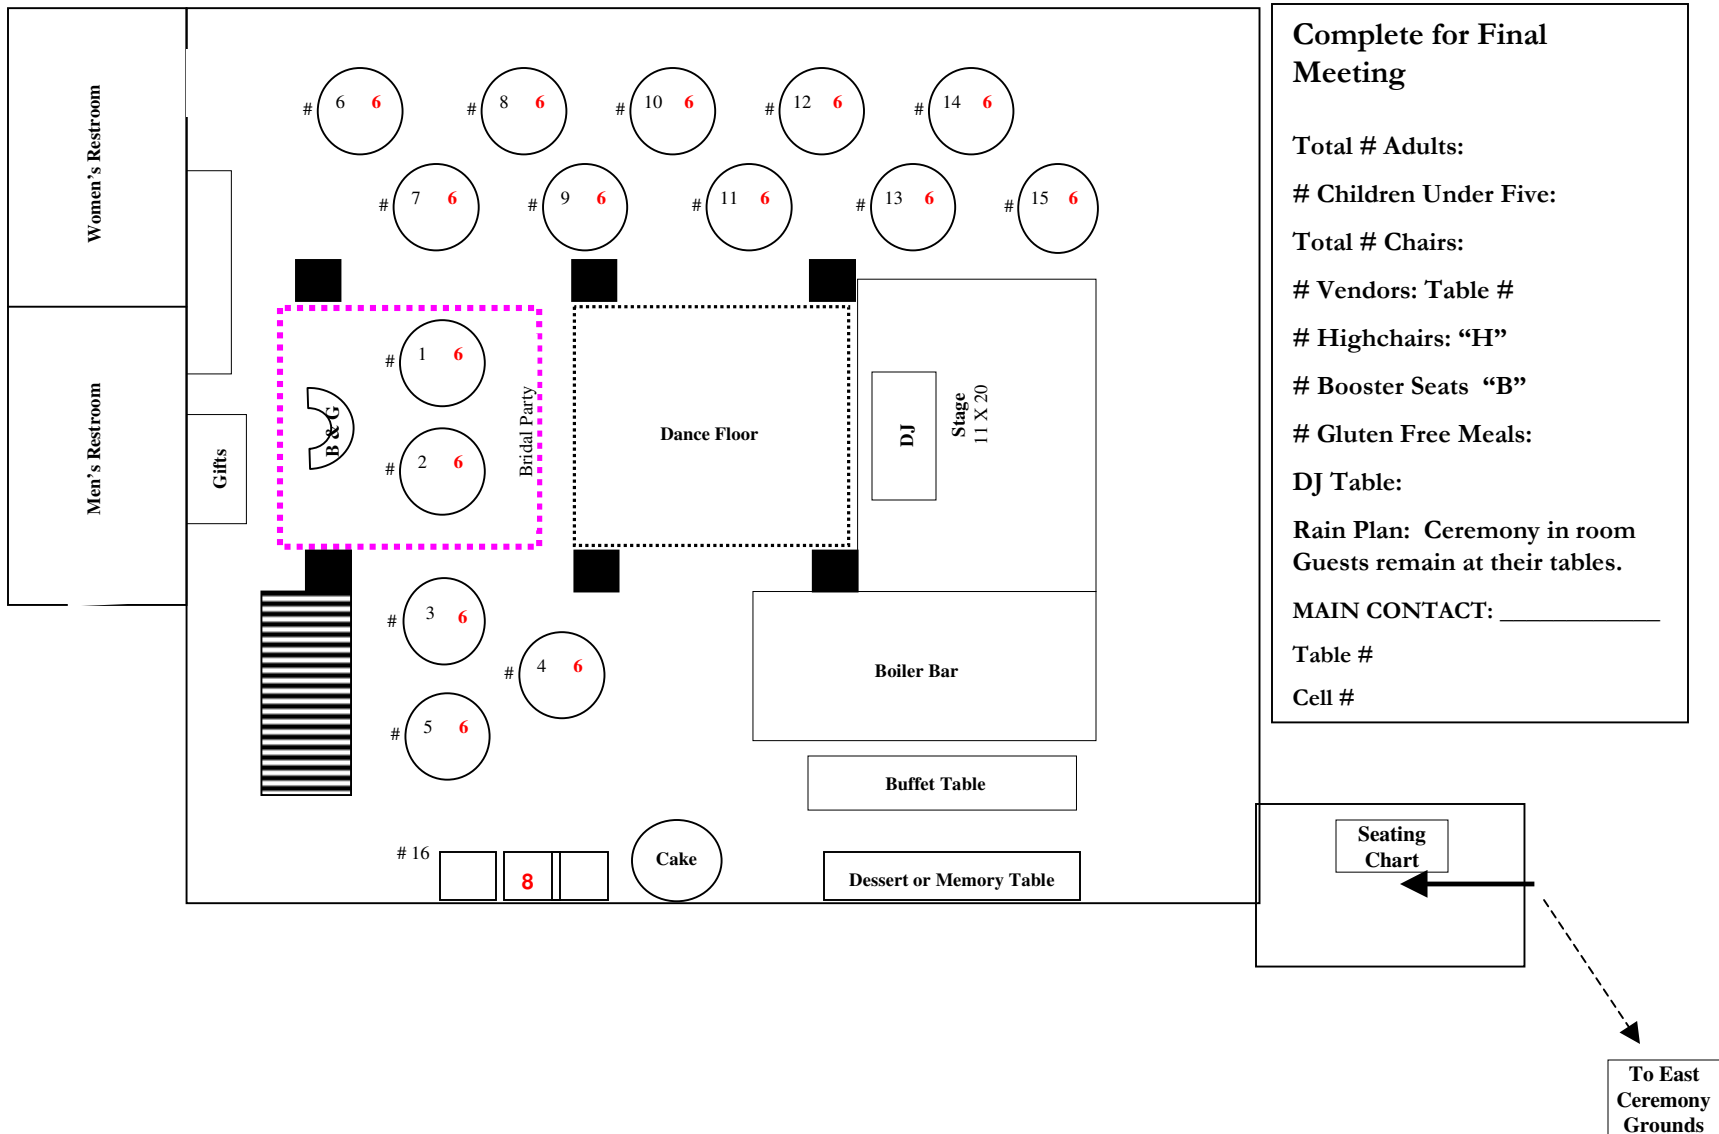 Complete for Final
Meeting
Total # Adults:
# Children Under Five:
Total # Chairs:
# Vendors: Table #
# Highchairs: “H”
# Booster Seats “B”
# Gluten Free Meals:
DJ Table:
Rain Plan: Ceremony in room
Guests remain at their tables.
MAIN CONTACT: _____________
Table #
Cell #
Women’s Restroom
Men’s Restroom
Gifts
# 6 6
# 8 6
# 10 6
# 12 6
# 14 6
# 7 6
# 9 6
# 11 6
# 13 6
# 15 6
# 1 6
# 2 6
B & G
Bridal Party
Dance Floor
DJ
Stage
11 X 20
# 3 6
# 4 6
# 5 6
Boiler Bar
Buffet Table
# 16
8
Cake
Dessert or Memory Table
Seating
Chart
To East
Ceremony
Grounds